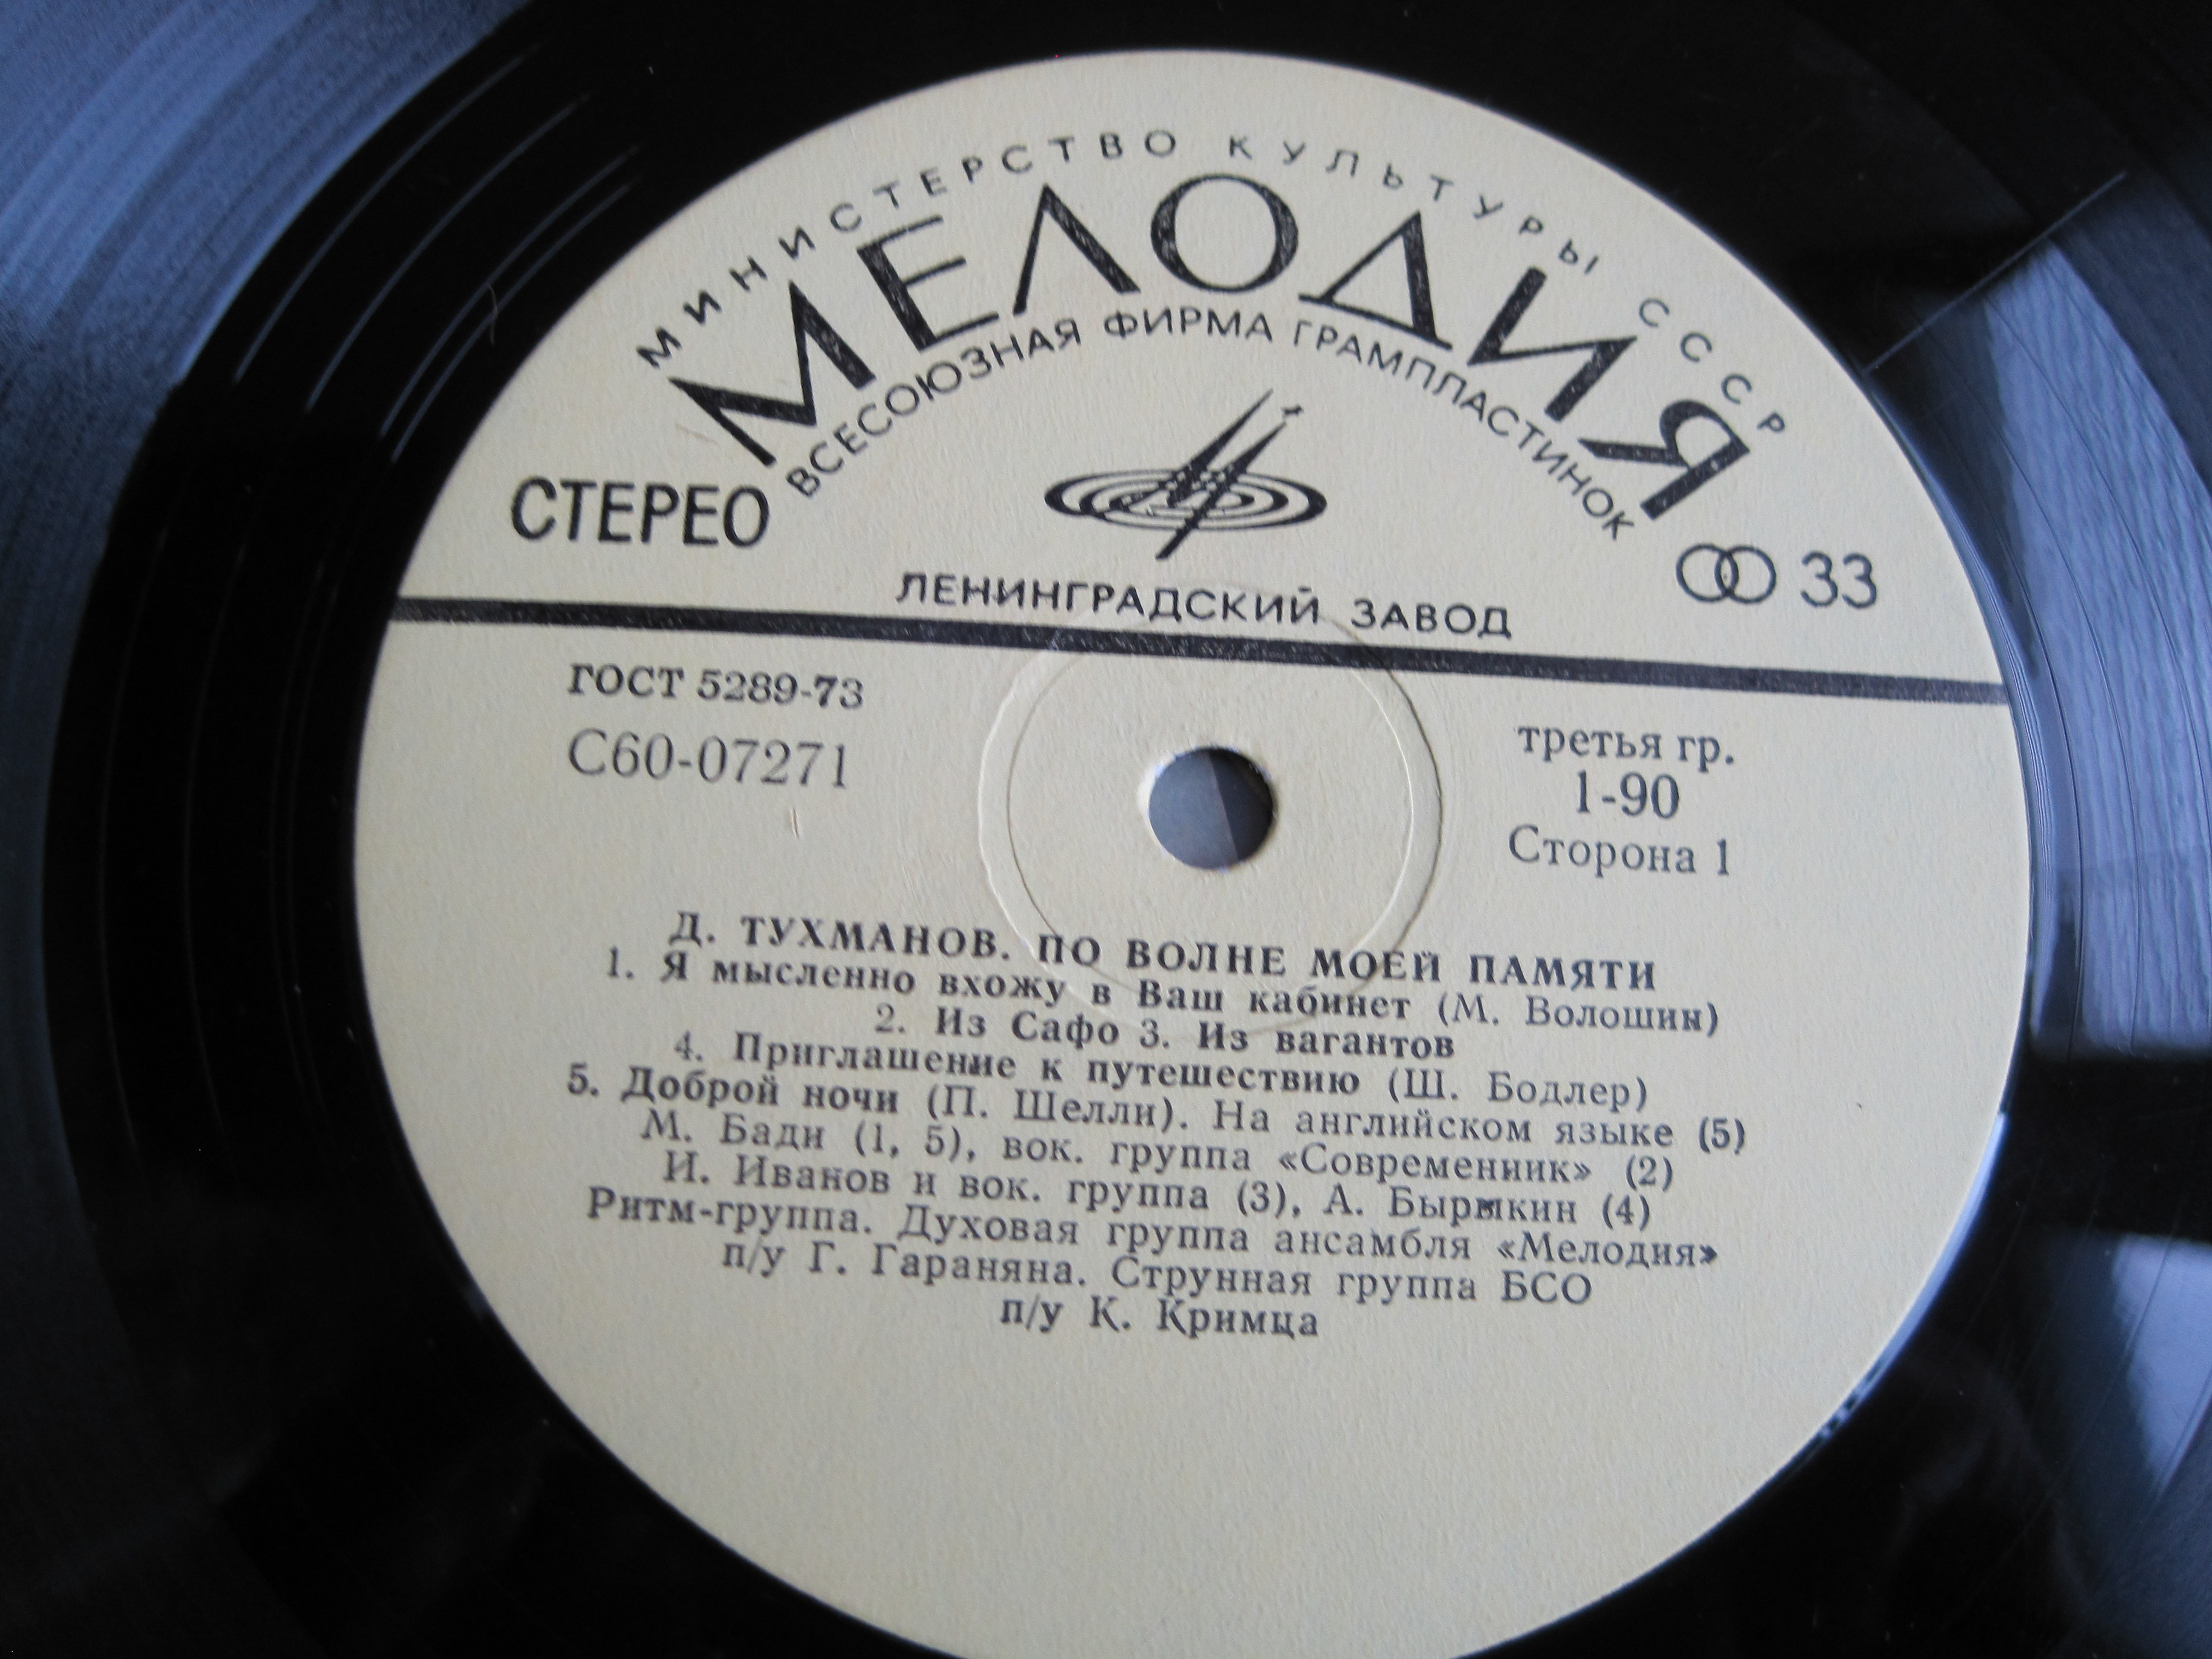 МИНИСТЕРСТВО КУЛЬТУРЫ СССР
МЕЛОДИЯ
ВСЕСОЮЗНАЯ ФИРМА ГРАМПЛАСТИНОК
СТЕРЕО
33
ЛЕНИНГРАДСКИЙ ЗАВОД
ГОСТ 5289-73
С60-07271
третья гр.
1-90
Сторона 1
Д. ТУХМАНОВ. ПО ВОЛНЕ МОЕЙ ПАМЯТИ
1. Я мысленно вхожу в Ваш кабинет (М. Волошин)
2. Из Сафо 3. Из вагантов
4. Приглашение к путешествию (Ш. Бодлер)
5. Доброй ночи (П. Шелли). На английском языке (5)
М. Бади (1, 5), вок. группа «Современник» (2)
И. Иванов и вок. группа (3), А. Бырыкин (4)
Ритм-группа. Духовая группа ансамбля «Мелодия»
п/у Г. Гараняна. Струнная группа БСО
п/у К. Кримца